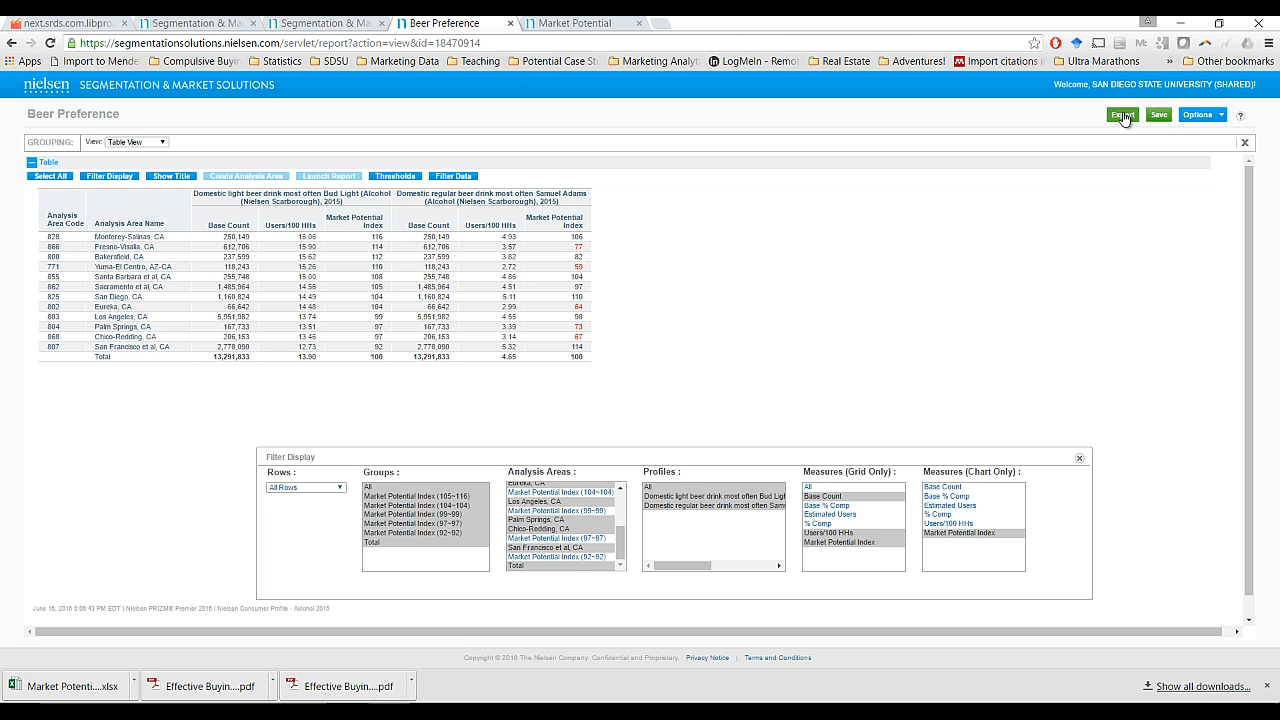 next.srds.com.libpro
Segmentation & Ma
Segmentation & Mark
Beer Preference
Market Potential
https://segmentationsolutions.nielsen.com/servlet/report?action=view&id=18470914
Apps
Import to Mende
Compulsive Buyin
Statistics
SDSU
Marketing Data
Teaching
Potential Case Stu
Marketing Analyt
LogMeIn - Remot
Real Estate
Adventures!
Import citations i
Ultra Marathons
»
Other bookmarks
nielsen SEGMENTATION & MARKET SOLUTIONS
Welcome, SAN DIEGO STATE UNIVERSITY (SHARED)!
Beer Preference
Export
Save
Options
?
GROUPING:
View: Table View
X
Table
Select All
Filter Display
Show Title
Create Analysis Area
Launch Report
Thresholds
Filter Data
Domestic light beer drink most often Bud Light (Alcohol (Nielsen Scarborough), 2015)
Domestic regular beer drink most often Samuel Adams (Alcohol (Nielsen Scarborough), 2015)
Analysis Area Code Analysis Area Name Base Count Users/100 HHs Market Potential Index Base Count Users/100 HHs Market Potential Index
828 Monterey-Salinas, CA 250,149 16.06 116 250,149 4.93 106
866 Fresno-Visalia, CA 612,706 15.90 114 612,706 3.57 77
800 Bakersfield, CA 237,599 15.62 112 237,599 3.82 82
771 Yuma-El Centro, AZ-CA 118,243 15.26 110 118,243 2.72 59
855 Santa Barbara et al, CA 255,748 15.00 108 255,748 4.86 104
862 Sacramento et al, CA 1,485,964 14.56 105 1,485,964 4.51 97
825 San Diego, CA 1,160,824 14.49 104 1,160,824 5.11 110
802 Eureka, CA 66,642 14.48 104 66,642 2.99 64
803 Los Angeles, CA 5,951,982 13.74 99 5,951,982 4.55 98
804 Palm Springs, CA 167,733 13.51 97 167,733 3.39 73
868 Chico-Redding, CA 206,153 13.46 97 206,153 3.14 67
807 San Francisco et al, CA 2,778,090 12.73 92 2,778,090 5.32 114
Total 13,291,833 13.90 100 13,291,833 4.65 100
Filter Display
Rows :
All Rows
Groups :
All
Market Potential Index (105~116)
Market Potential Index (104~104)
Market Potential Index (99~99)
Market Potential Index (97~97)
Market Potential Index (92~92)
Total
Analysis Areas :
Eureka, CA
Market Potential Index (104~104)
Los Angeles, CA
Market Potential Index (99~99)
Palm Springs, CA
Chico-Redding, CA
Market Potential Index (97~97)
San Francisco et al, CA
Market Potential Index (92~92)
Total
Profiles :
All
Domestic light beer drink most often Bud Ligh
Domestic regular beer drink most often Sam
Measures (Grid Only) :
All
Base Count
Base % Comp
Estimated Users
% Comp
Users/100 HHs
Market Potential Index
Measures (Chart Only) :
Base Count
Base % Comp
Estimated Users
% Comp
Users/100 HHs
Market Potential Index
June 16, 2016 5:06:43 PM EDT | Nielsen PRIZM® Premier 2016 | Nielsen Consumer Profile - Alcohol 2015
Copyright © 2016 The Nielsen Company. Confidential and Proprietary. Privacy Notice | Terms and Conditions
Market Potenti....xlsx
Effective Buyin....pdf
Effective Buyin....pdf
Show all downloads...